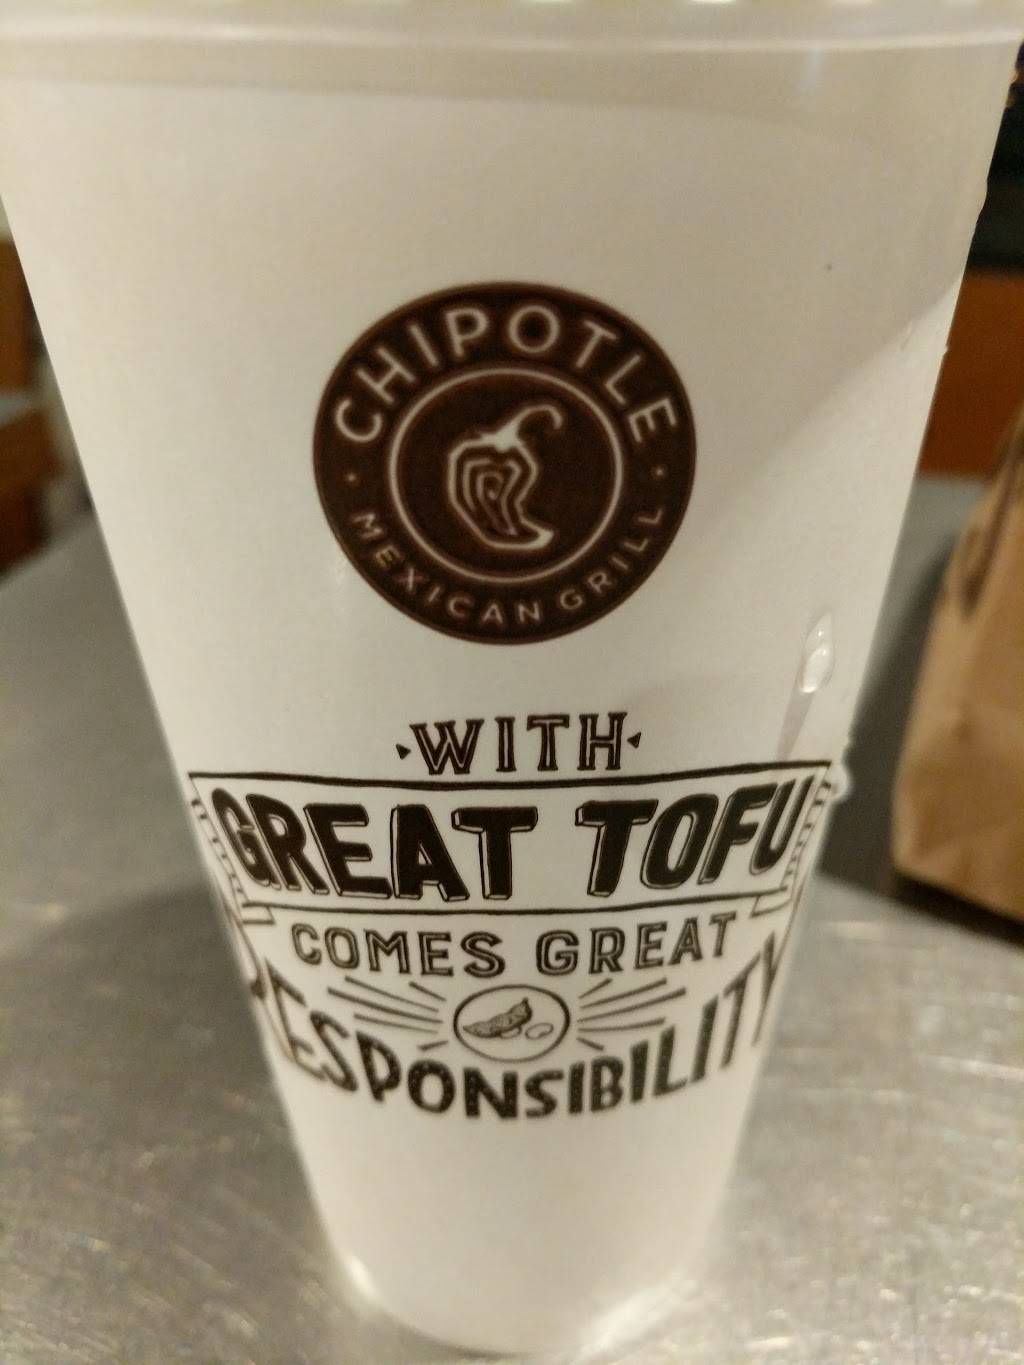 CHIPOTLE
MEXICAN GRILL
WITH
GREAT TOFU
COMES GREAT
RESPONSIBILITY